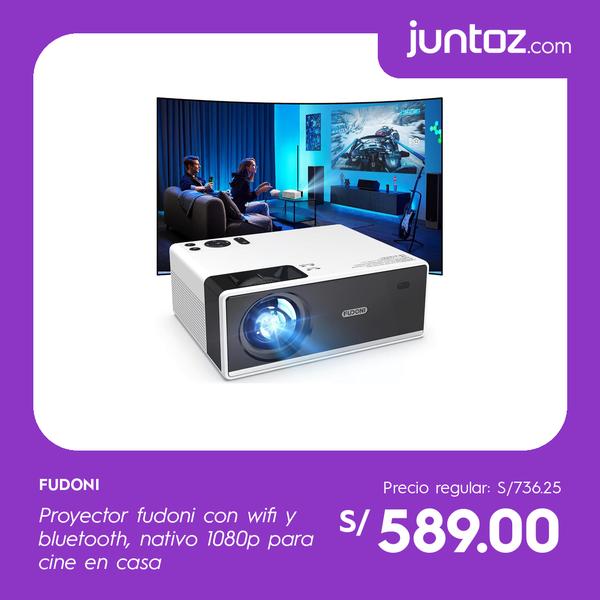 juntoz.com
FUDONI
FUDONI
Proyector fudoni con wifi y
bluetooth, nativo 1080p para
cine en casa
Precio regular: S/736.25
S/ 589.00